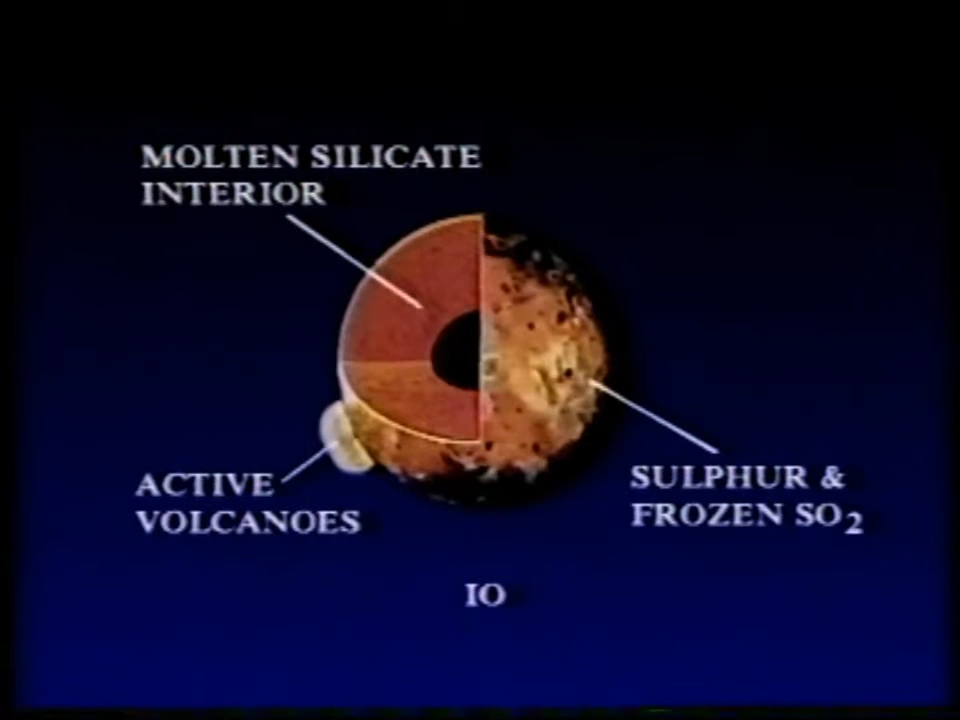 MOLTEN SILICATE
INTERIOR
ACTIVE
VOLCANOES
SULPHUR &
FROZEN SO₂
IO